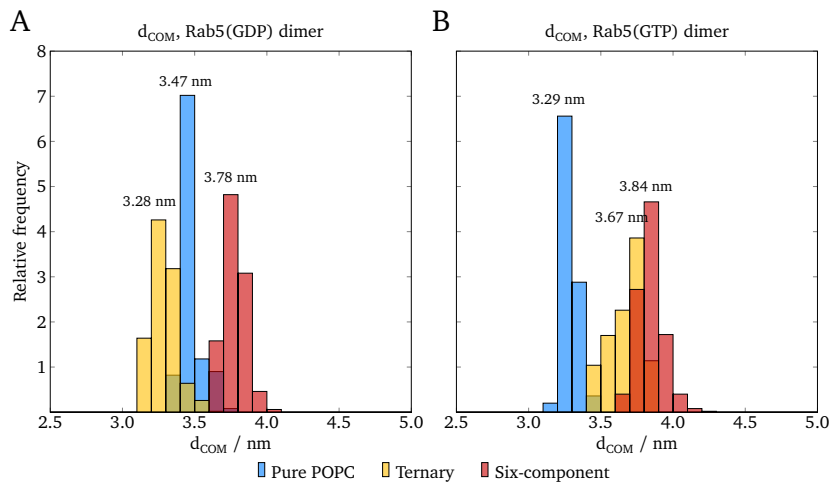 A
d_COM, Rab5(GDP) dimer
8
7
6
5
4
3
2
1
Relative frequency
3.47 nm
3.78 nm
3.28 nm
2.5 3.0 3.5 4.0 4.5 5.0
d_COM / nm
B
d_COM, Rab5(GTP) dimer
3.29 nm
3.84 nm
3.67 nm
2.5 3.0 3.5 4.0 4.5 5.0
d_COM / nm
Pure POPC Ternary Six-component